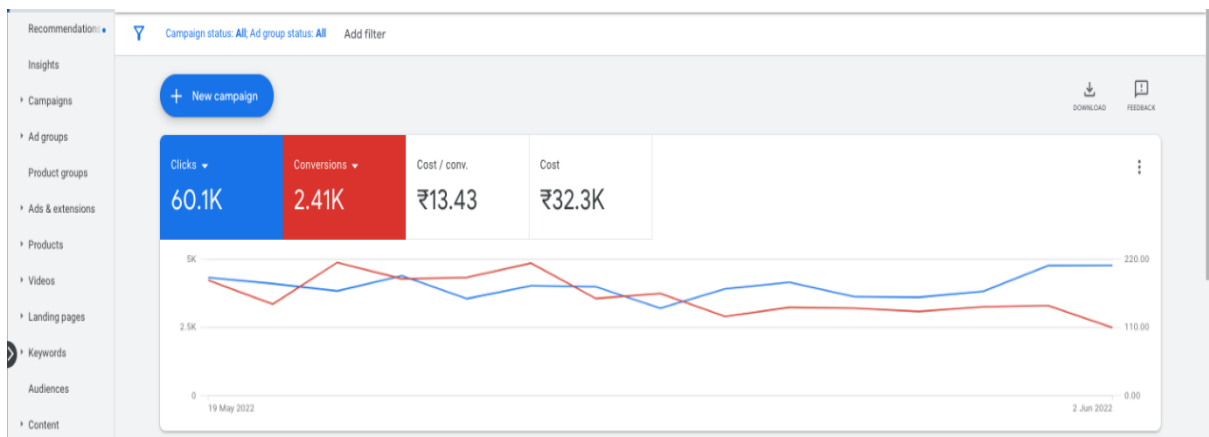 Recommendations
Insights
Campaigns
Ad groups
Product groups
Ads & extensions
Products
Videos
Landing pages
Keywords
Audiences
Content
Campaign status: All; Ad group status: All Add filter
+ New campaign
DOWNLOAD FEEDBACK
Clicks Conversions Cost / conv. Cost
60.1K 2.41K ₹13.43 ₹32.3K
5K 220.00
2.5K 110.00
0 0.00
19 May 2022 2 Jun 2022